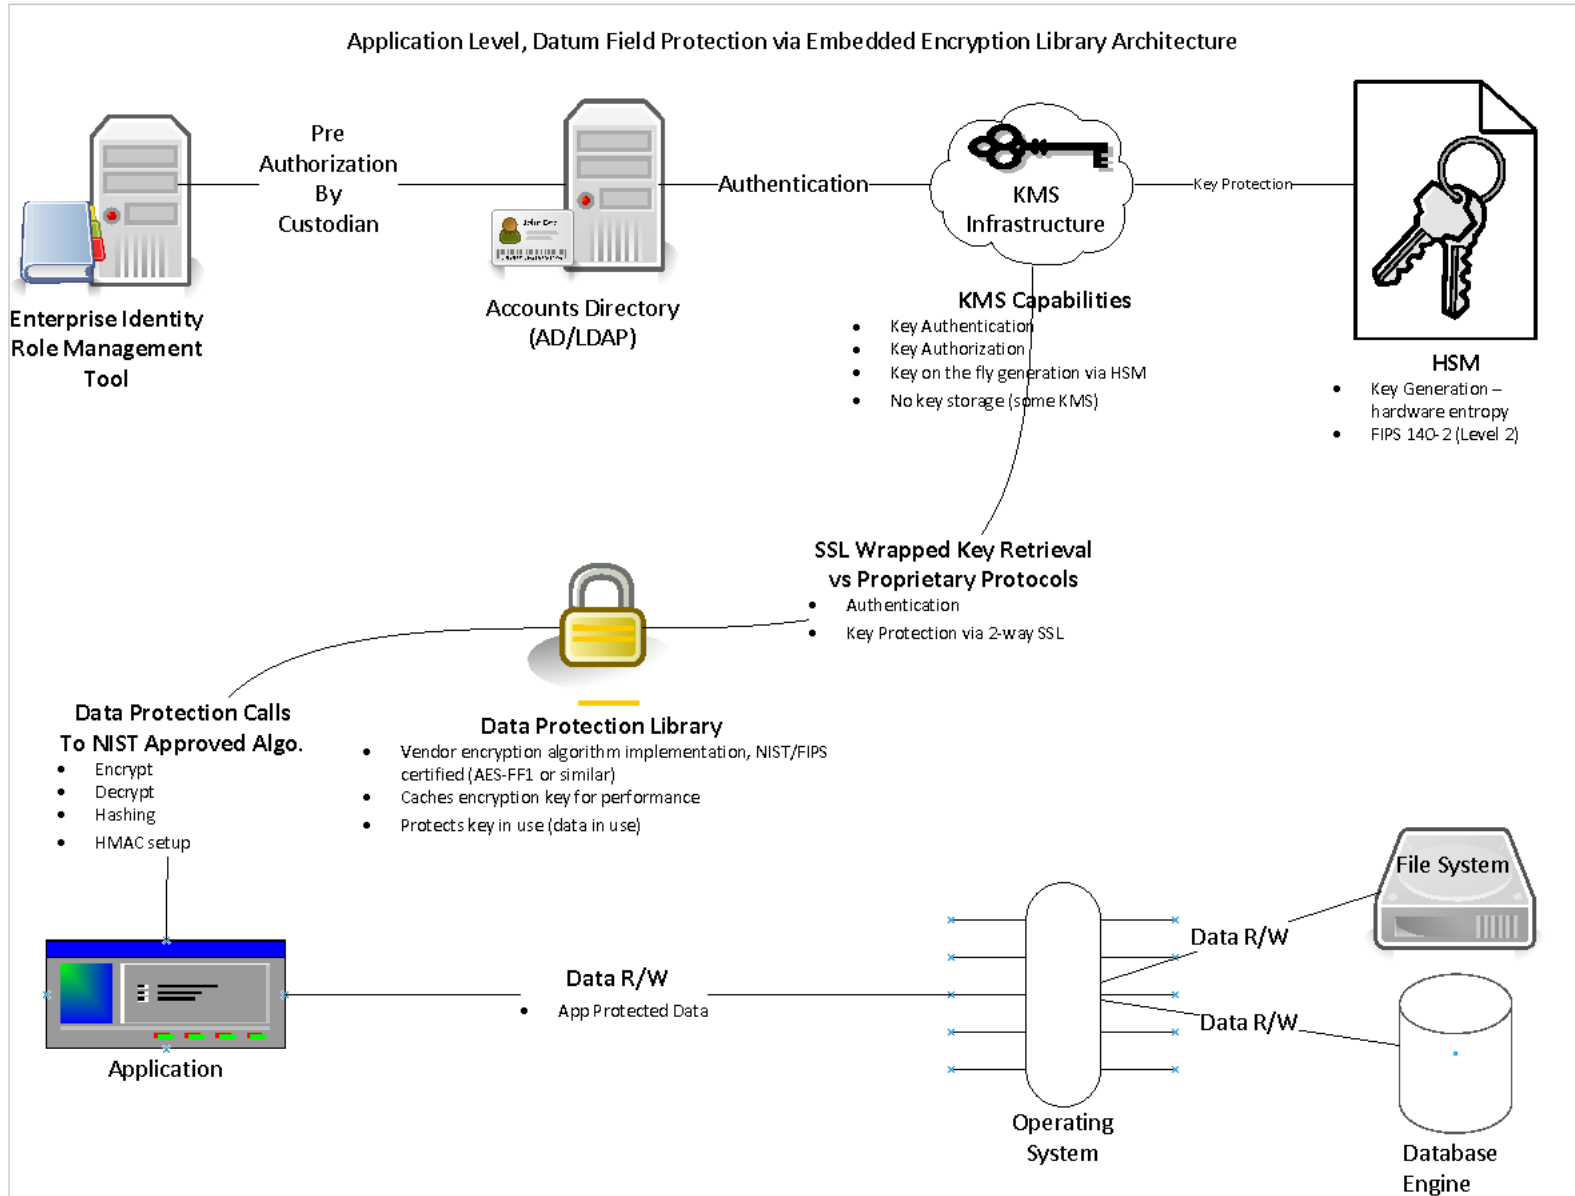 Application Level, Datum Field Protection via Embedded Encryption Library Architecture
Pre
Authorization
By
Custodian
Authentication
KMS
Infrastructure
Key Protection
John Doe
Enterprise Identity
Role Management
Tool
Accounts Directory
(AD/LDAP)
KMS Capabilities
• Key Authentication
• Key Authorization
• Key on the fly generation via HSM
• No key storage (some KMS)
HSM
• Key Generation –
hardware entropy
• FIPS 140-2 (Level 2)
SSL Wrapped Key Retrieval
vs Proprietary Protocols
• Authentication
• Key Protection via 2-way SSL
Data Protection Calls
To NIST Approved Algo.
• Encrypt
• Decrypt
• Hashing
• HMAC setup
Data Protection Library
• Vendor encryption algorithm implementation, NIST/FIPS
certified (AES-FF1 or similar)
• Caches encryption key for performance
• Protects key in use (data in use)
File System
Data R/W
Data R/W
• App Protected Data
Data R/W
Application
Operating
System
Database
Engine